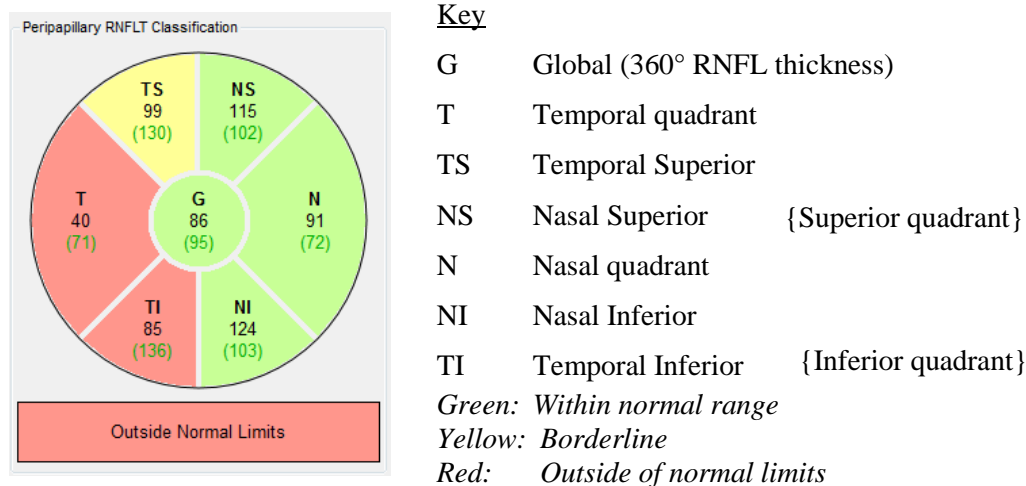 Peripapillary RNFLT Classification
TS
99
(130)
NS
115
(102)
T
40
(71)
G
86
(95)
N
91
(72)
TI
85
(136)
NI
124
(103)
Outside Normal Limits
Key
G Global (360° RNFL thickness)
T Temporal quadrant
TS Temporal Superior
NS Nasal Superior {Superior quadrant}
N Nasal quadrant
NI Nasal Inferior
TI Temporal Inferior {Inferior quadrant}
Green: Within normal range
Yellow: Borderline
Red: Outside of normal limits